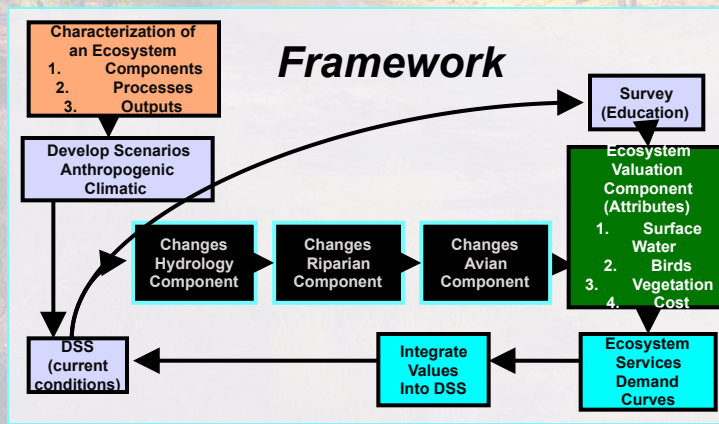 Framework
Characterization of
an Ecosystem
1. Components
2. Processes
3. Outputs
Develop Scenarios
Anthropogenic
Climatic
Survey
(Education)
Ecosystem
Valuation
Component
(Attributes)
1. Surface
Water
2. Birds
3. Vegetation
4. Cost
Changes
Hydrology
Component
Changes
Riparian
Component
Changes
Avian
Component
DSS
(current
conditions)
Integrate
Values
Into DSS
Ecosystem
Services
Demand
Curves